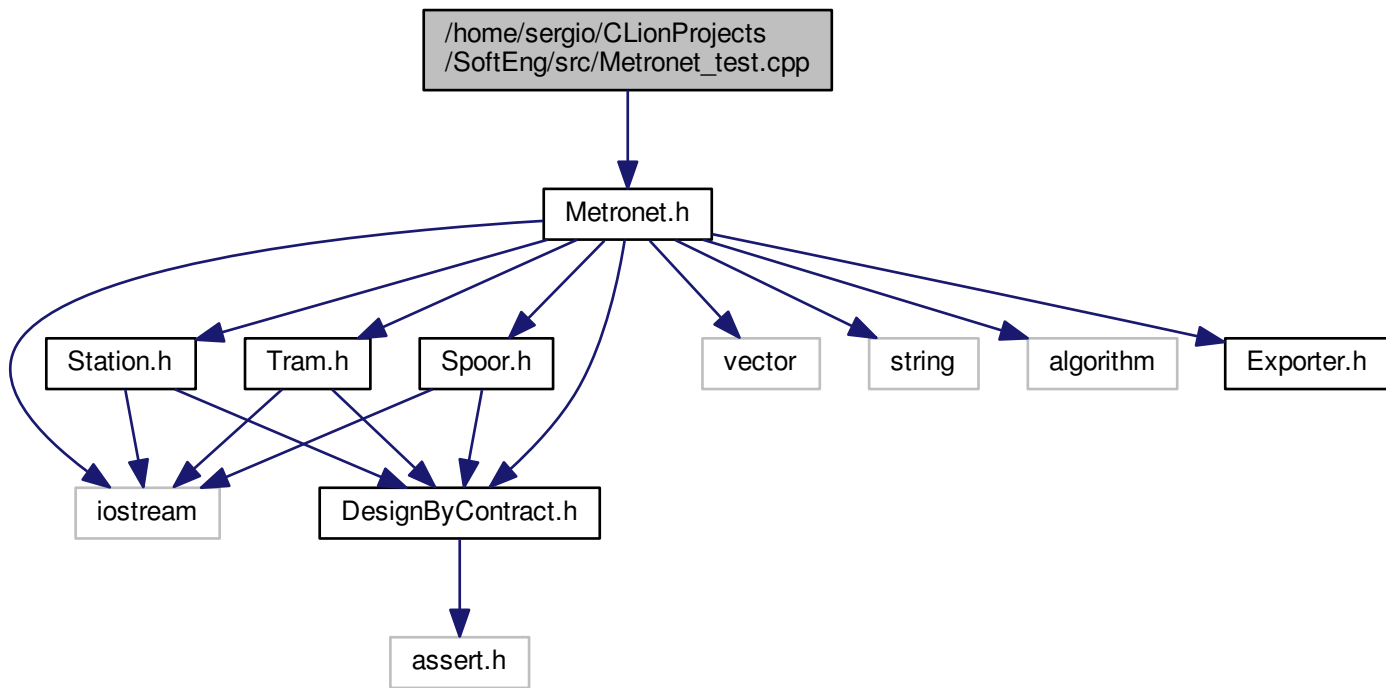 /home/sergio/CLionProjects
/SoftEng/src/Metronet_test.cpp
Metronet.h
Station.h
Tram.h
Spoor.h
vector
string
algorithm
Exporter.h
iostream
DesignByContract.h
assert.h